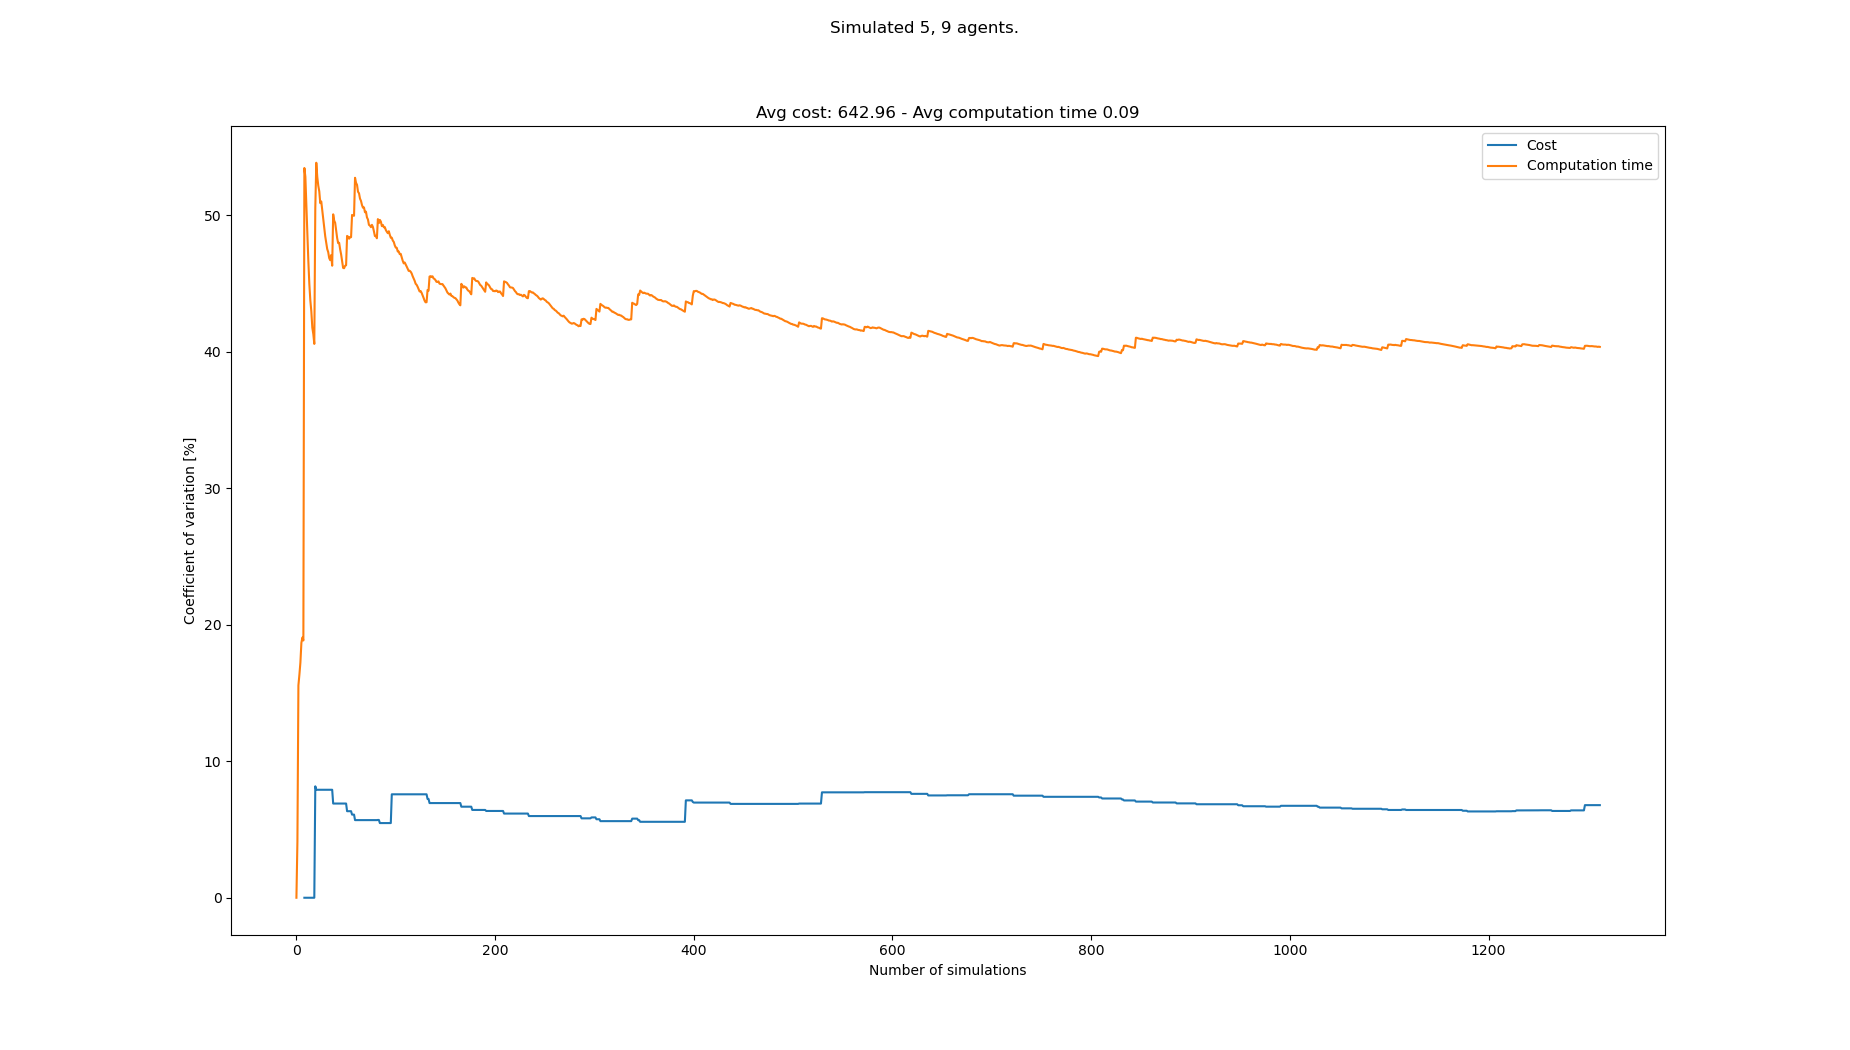 Simulated 5, 9 agents.
Avg cost: 642.96 - Avg computation time 0.09
Cost
Computation time
Coefficient of variation [%]
50
40
30
20
10
0
0 200 400 600 800 1000 1200
Number of simulations